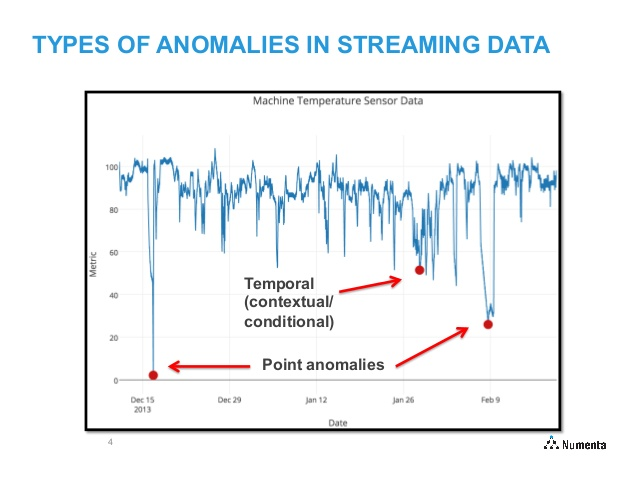 TYPES OF ANOMALIES IN STREAMING DATA
Machine Temperature Sensor Data
100
80
60
40
20
0
Metric
Temporal
(contextual/
conditional)
Point anomalies
Dec 15
2013
Dec 29
Jan 12
Jan 26
Feb 9
Date
4
Numenta